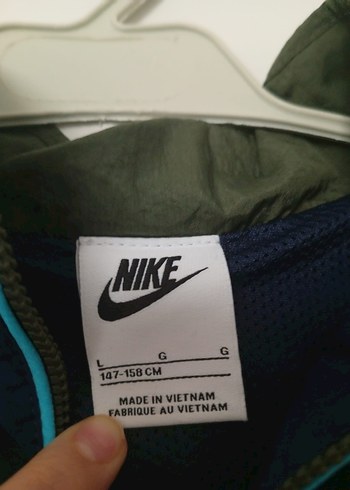 NIKE
L G G
147-158 CM
MADE IN VIETNAM
FABRIQUE AU VIETNAM